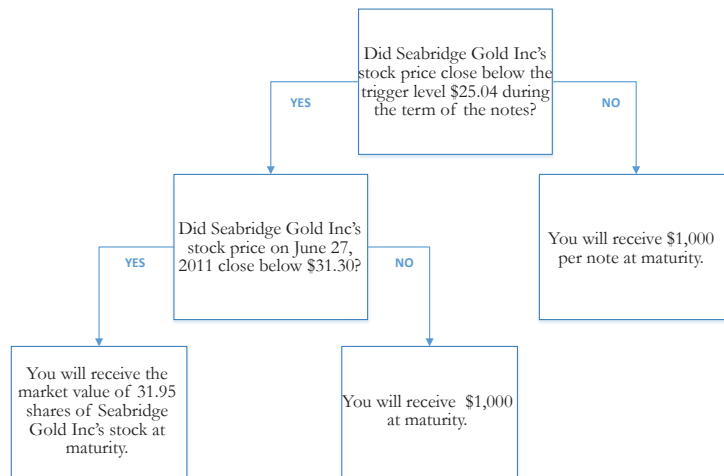 Did Seabridge Gold Inc's
stock price close below the
trigger level $25.04 during
the term of the notes?
YES
NO
Did Seabridge Gold Inc's
stock price on June 27,
2011 close below $31.30?
You will receive $1,000
per note at maturity.
YES
NO
You will receive the
market value of 31.95
shares of Seabridge
Gold Inc's stock at
maturity.
You will receive $1,000
at maturity.